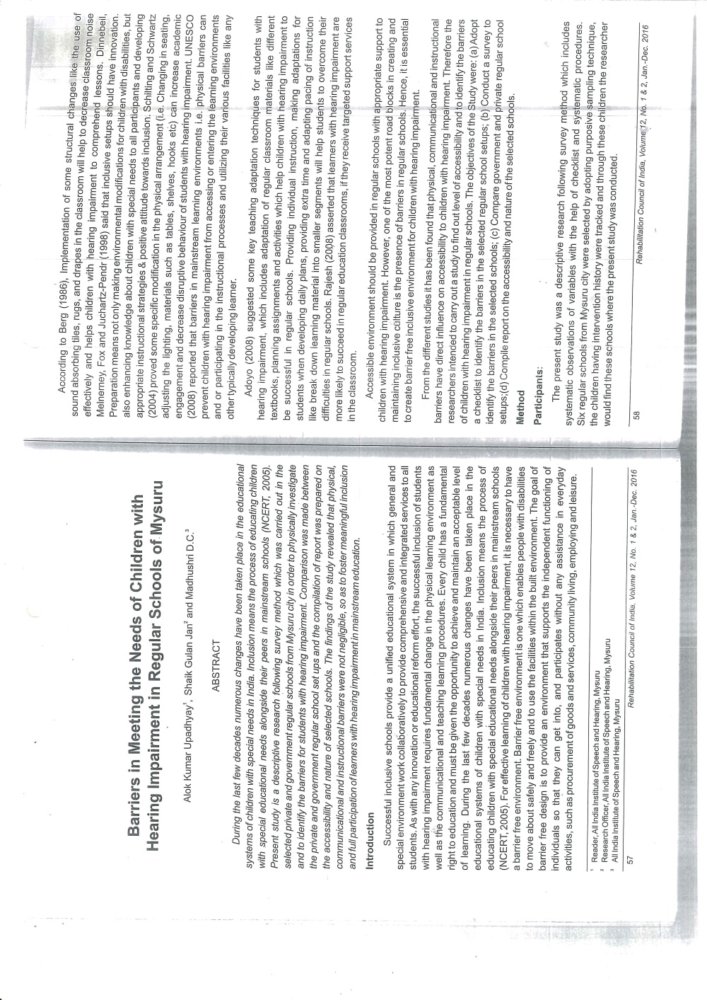 Barriers in Meeting the Needs of Children with
Hearing Impairment in Regular Schools of Mysuru
Alok Kumar Upadhyay¹, Shaik Gulan Jan² and Madhushri D.C.³
ABSTRACT
During the last few decades numerous changes have been taken place in the educational
systems of children with special needs in India. Inclusion means the process of educating children
with special educational needs alongside their peers in mainstream schools (NCERT, 2005).
Present study is a descriptive research following survey method which was carried out in the
selected private and government regular schools from Mysuru city in order to physically investigate
and to identify the barriers for students with hearing impairment. Comparison was made between
the private and government regular school set ups and the compilation of report was prepared on
the accessibility and nature of selected schools. The findings of the study revealed that physical,
communicational and instructional barriers were not negligible, so as to foster meaningful inclusion
and full participation of learners with hearing impairment in mainstream education.
Introduction
Successful inclusive schools provide a unified educational system in which general and
special environment work collaboratively to provide comprehensive and integrated services to all
students. As with any innovation or educational reform effort, the successful inclusion of students
with hearing impairment requires fundamental change in the physical learning environment as
well as the communicational and teaching learning procedures. Every child has a fundamental
right to education and must be given the opportunity to achieve and maintain an acceptable level
of learning. During the last few decades numerous changes have been taken place in the
educational systems of children with special needs in India. Inclusion means the process of
educating children with special educational needs alongside their peers in mainstream schools
(NCERT, 2005). For effective learning of children with hearing impairment, it is necessary to have
a barrier free environment. Barrier free environment is one which enables people with disabilities
to move about safely and freely and to use the facilities within the built environment. The goal of
barrier free design is to provide an environment that supports the independent functioning of
individuals so that they can get into, and participates without any assistance in everyday
activities, such as procurement of goods and services, community living, employing and leisure.
¹ Reader, All India Institute of Speech and Hearing, Mysuru
² Research Officer, All India Institute of Speech and Hearing, Mysuru
³ All India Institute of Speech and Hearing, Mysuru
57 Rehabilitation Council of India, Volume 12, No. 1 & 2, Jan.-Dec. 2016
According to Berg (1986), Implementation of some structural changes like the use of
sound absorbing tiles, rugs, and drapes in the classroom will help to decrease classroom noise
effectively and helps children with hearing impairment to comprehend lessons. Dinnebeil,
Melnerney, Fox and Juchartz-Pendr (1998) said that inclusive setups should have innovation.
Preparation means not only making environmental modifications for children with disabilities, but
also enhancing knowledge about children with special needs to all participants and developing
appropriate instructional strategies & positive attitude towards inclusion. Schilting and Schwartz
(2004) proved some specific modification in the physical arrangement (i.e. Changing in seating,
adjusting the lighting, materials such as tables, shelves, hooks etc) can increase academic
engagement and decrease disruptive behaviour of students with hearing impairment. UNESCO
(2008) reported that barriers in mainstream learning environments i.e. physical barriers can
prevent children with hearing impairment from accessing or entering the learning environments
and or participating in the instructional processes and utilizing their various facilities like any
other typically developing learner.
Adoyo (2008) suggested some key teaching adaptation techniques for students with
hearing impairment, which includes adaptation of regular classroom materials like different
textbooks, planning assignments and activities which help children with hearing impairment to
be successful in regular schools. Providing individual instruction, making adaptations for
students when developing daily plans, providing extra time and adapting pacing of instruction
like break down learning material into smaller segments will help students to overcome their
difficulties in regular schools. Rajesh (2008) asserted that learners with hearing impairment are
more likely to succeed in regular education classrooms, if they receive targeted support services
in the classroom.
Accessible environment should be provided in regular schools with appropriate support to
children with hearing impairment. However, one of the most potent road blocks in creating and
maintaining inclusive culture is the presence of barriers in regular schools. Hence, it is essential
to create barrier free inclusive environment for children with hearing impairment.
From the different studies it has been found that physical, communicational and instructional
barriers have direct influence on accessibility to children with hearing impairment. Therefore the
researchers intended to carry out a study to find out level of accessibility and to identify the barriers
of children with hearing impairment in regular schools. The objectives of the Study were: (a) Adopt
a checklist to identify the barriers in the selected regular school setups; (b) Conduct a survey to
identify the barriers in the selected schools; (c) Compare government and private regular school
setups;(d) Compile report on the accessibility and nature of the selected schools.
Method
Participants:
The present study was a descriptive research following survey method which includes
systematic observations of variables with the help of checklist and systematic procedures.
Six regular schools from Mysuru city were selected by adopting purposive sampling technique,
the children having intervention history were tracked and through these children the researcher
would find these schools where the present study was conducted.
58 Rehabilitation Council of India, Volume 12, No. 1 & 2, Jan.-Dec. 2016